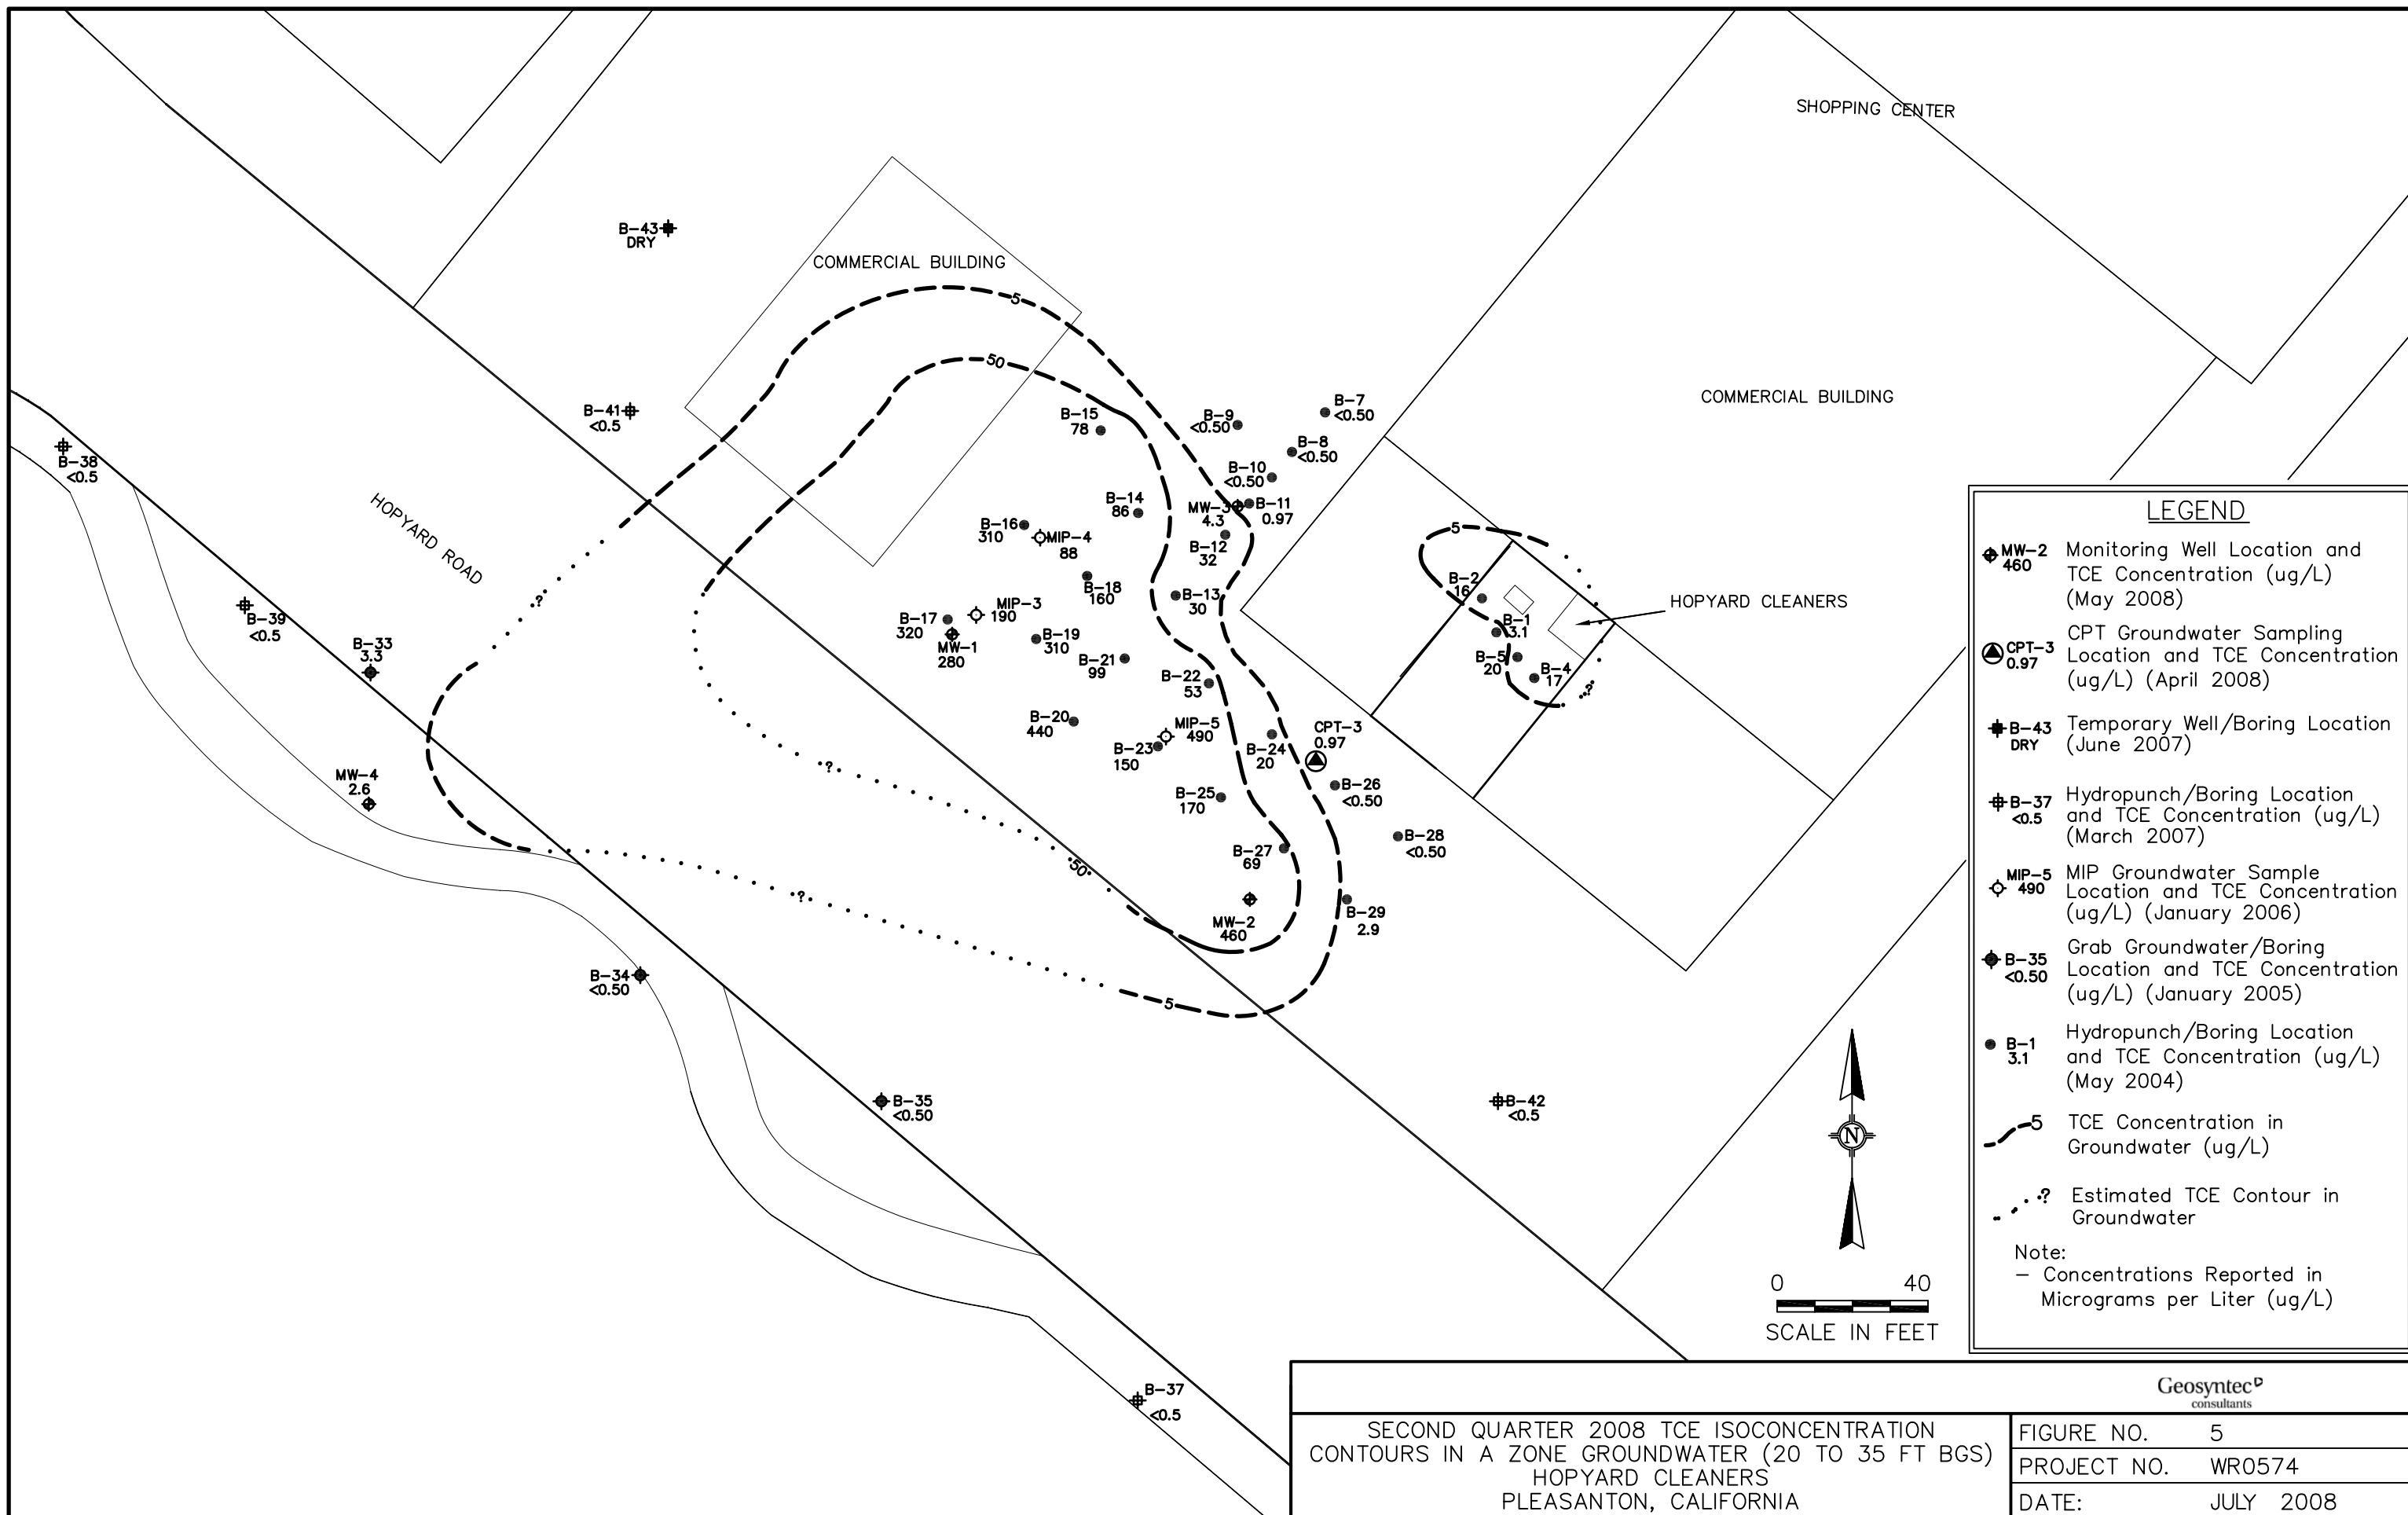 SHOPPING CENTER
B-43
DRY
COMMERCIAL BUILDING
5
50
COMMERCIAL BUILDING
B-41
<0.5
B-15
78
B-9
<0.50
B-7
<0.50
B-8
<0.50
B-10
<0.50
B-38
<0.5
HOPYARD ROAD
B-14
86
MW-3
4.3
B-11
0.97
B-16
310
MIP-4
88
B-12
32
5
B-2
16
B-18
160
B-13
30
HOPYARD CLEANERS
?
B-39
<0.5
MIP-3
190
B-17
320
B-1
3.1
B-33
3.3
MW-1
280
B-19
310
B-21
99
B-5
20
B-4
17
?
B-22
53
B-20
440
MIP-5
490
CPT-3
0.97
B-23
150
B-24
20
?
MW-4
2.6
B-25
170
B-26
<0.50
B-28
<0.50
B-27
69
50
?
B-29
2.9
MW-2
460
5
B-34
<0.50
B-35
<0.50
B-42
<0.5
B-37
<0.5
N
0 40
SCALE IN FEET
LEGEND
MW-2
460
Monitoring Well Location and
TCE Concentration (ug/L)
(May 2008)
CPT-3
0.97
CPT Groundwater Sampling
Location and TCE Concentration
(ug/L) (April 2008)
B-43
DRY
Temporary Well/Boring Location
(June 2007)
B-37
<0.5
Hydropunch/Boring Location
and TCE Concentration (ug/L)
(March 2007)
MIP-5
490
MIP Groundwater Sample
Location and TCE Concentration
(ug/L) (January 2006)
B-35
<0.50
Grab Groundwater/Boring
Location and TCE Concentration
(ug/L) (January 2005)
B-1
3.1
Hydropunch/Boring Location
and TCE Concentration (ug/L)
(May 2004)
5
TCE Concentration in
Groundwater (ug/L)
?
Estimated TCE Contour in
Groundwater
Note:
- Concentrations Reported in
Micrograms per Liter (ug/L)
Geosyntec
consultants
SECOND QUARTER 2008 TCE ISOCONCENTRATION
CONTOURS IN A ZONE GROUNDWATER (20 TO 35 FT BGS)
HOPYARD CLEANERS
PLEASANTON, CALIFORNIA
FIGURE NO. 5
PROJECT NO. WR0574
DATE: JULY 2008